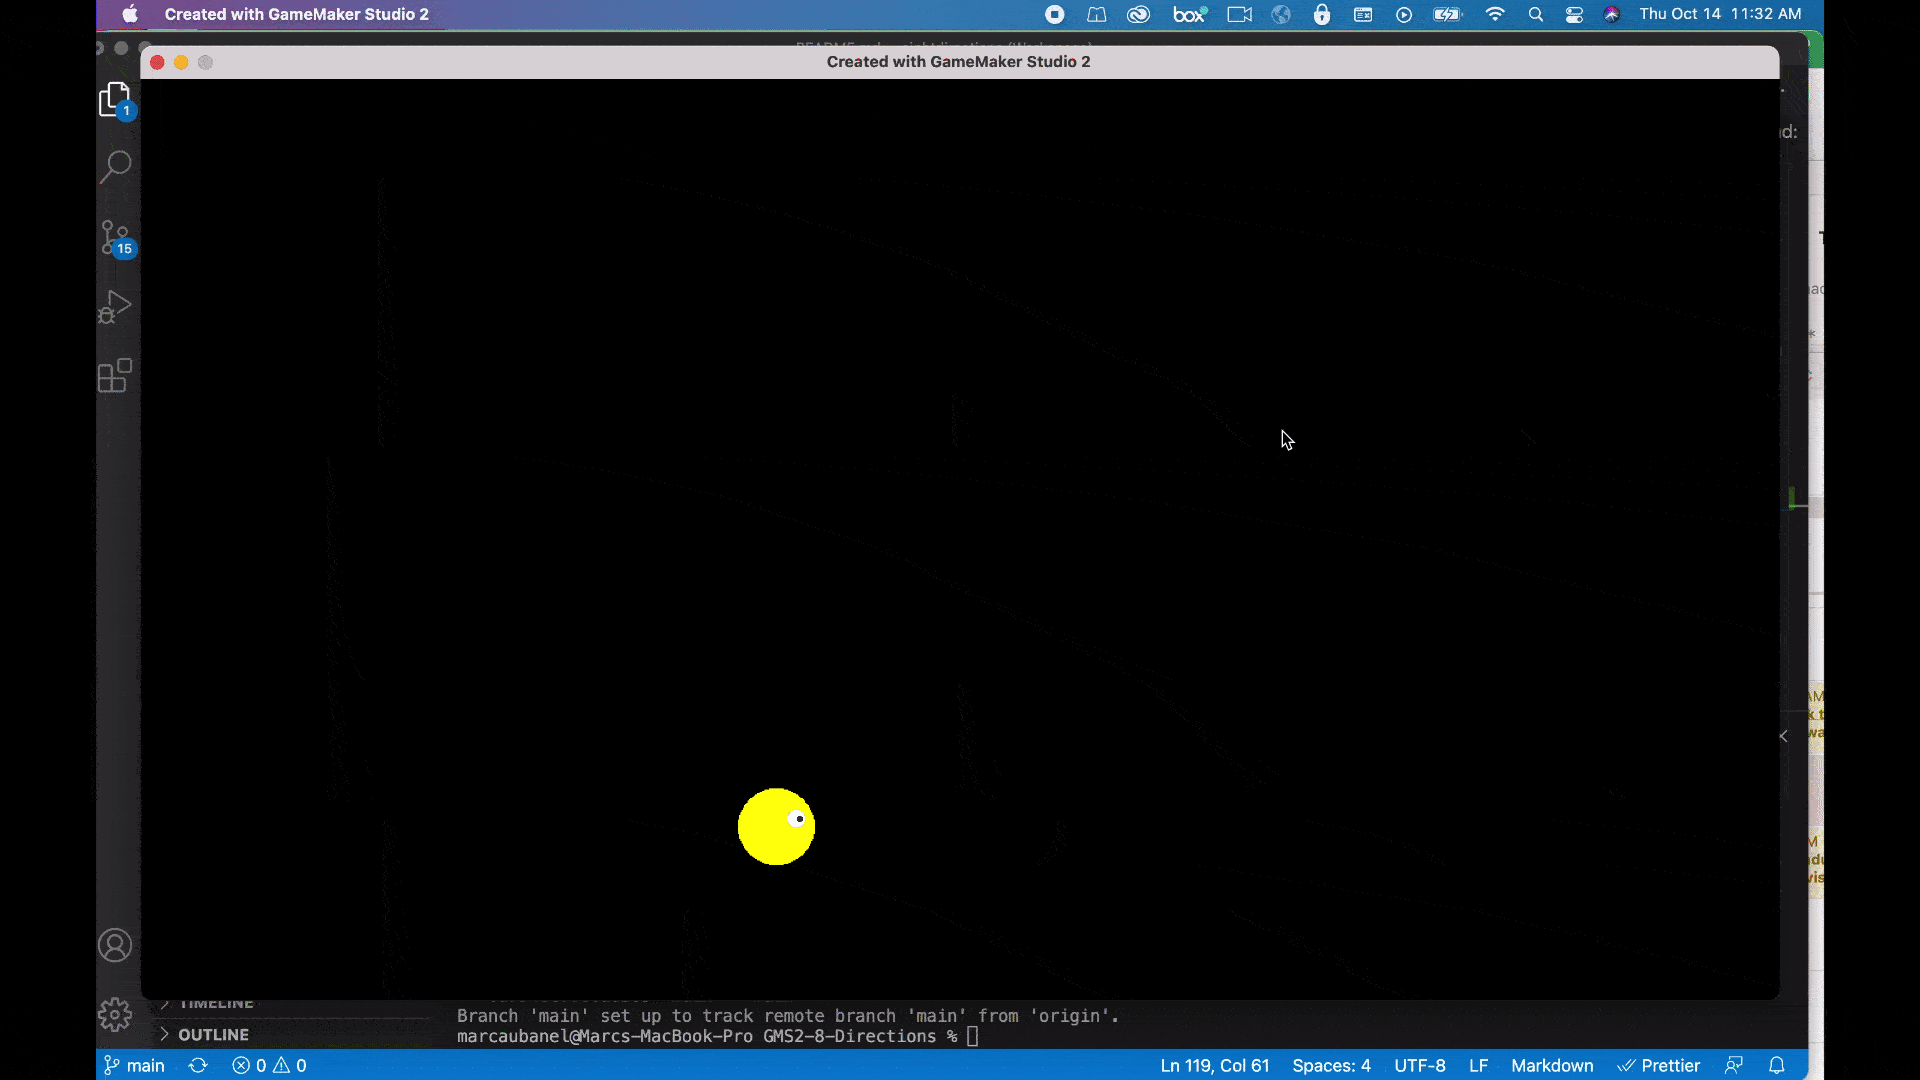 Created with GameMaker Studio 2
box
Thu Oct 14 11:32 AM
Created with GameMaker Studio 2
1
15
TIMELINE
OUTLINE
Branch 'main' set up to track remote branch 'main' from 'origin'.
marcaubanel@Marcs-MacBook-Pro GMS2-8-Directions %
main
0
0
Ln 119, Col 61
Spaces: 4
UTF-8
LF
Markdown
Prettier